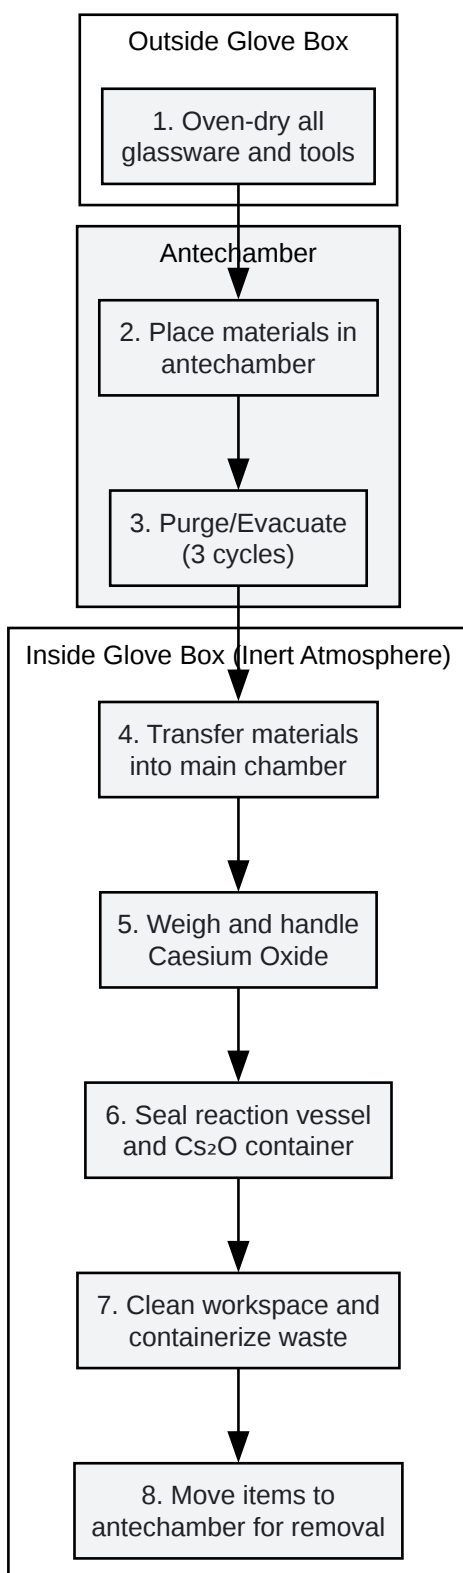 Outside Glove Box
1. Oven-dry all
glassware and tools
Antechamber
2. Place materials in
antechamber
3. Purge/Evacuate
(3 cycles)
Inside Glove Box (Inert Atmosphere)
4. Transfer materials
into main chamber
5. Weigh and handle
Caesium Oxide
6. Seal reaction vessel
and Cs₂O container
7. Clean workspace and
containerize waste
8. Move items to
antechamber for removal